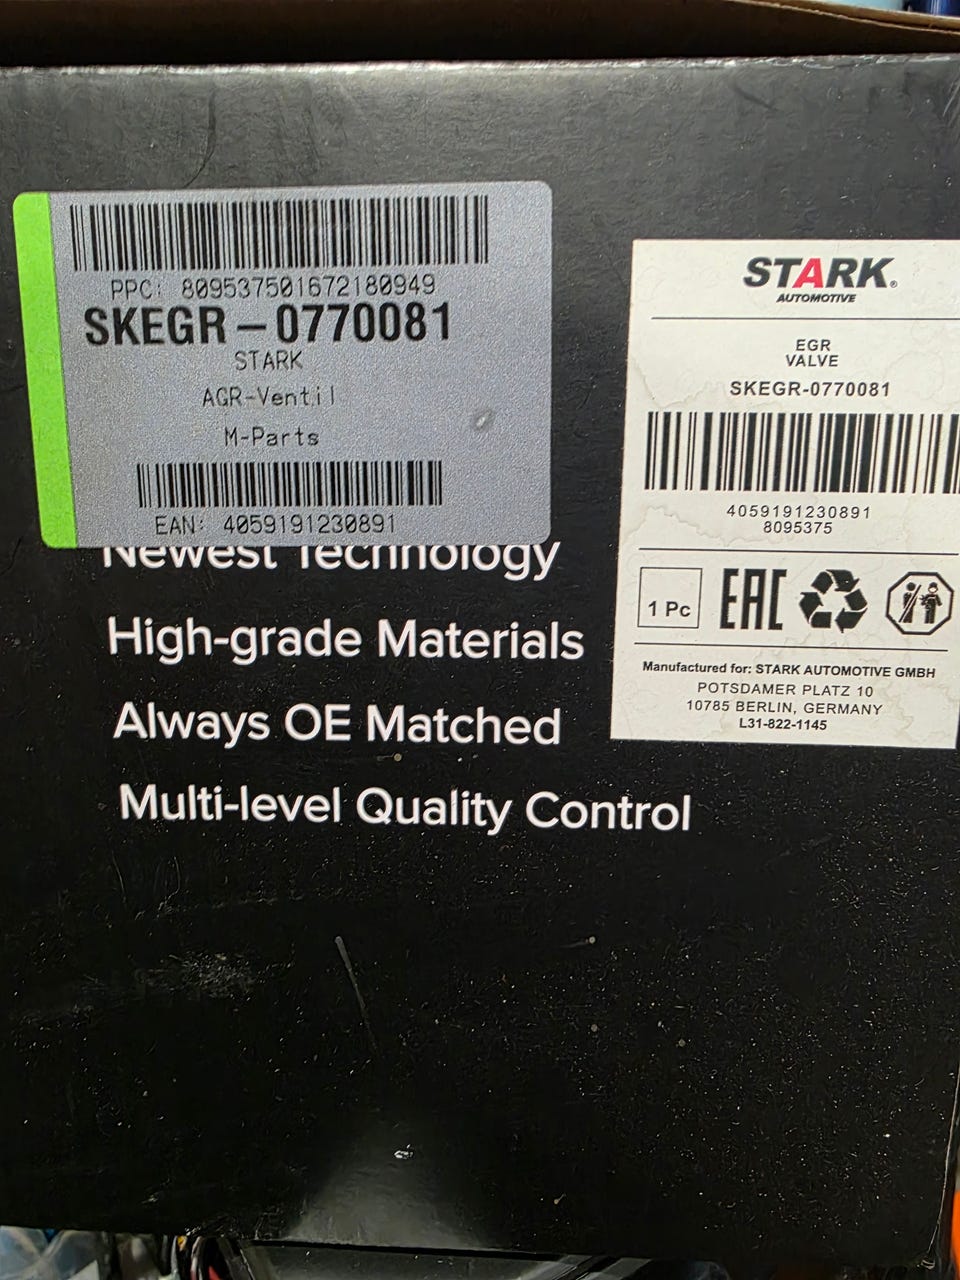 PPC: 809537501672180949
SKEGR-0770081
STARK
AGR-Ventil
M-Parts
EAN: 4059191230891
Newest Technology
High-grade Materials
Always OE Matched
Multi-level Quality Control
STARK®
AUTOMOTIVE
EGR
VALVE
SKEGR-0770081
4059191230891
8095375
1 Pc
EAC
Manufactured for: STARK AUTOMOTIVE GMBH
POTSDAMER PLATZ 10
10785 BERLIN, GERMANY
L31-822-1145